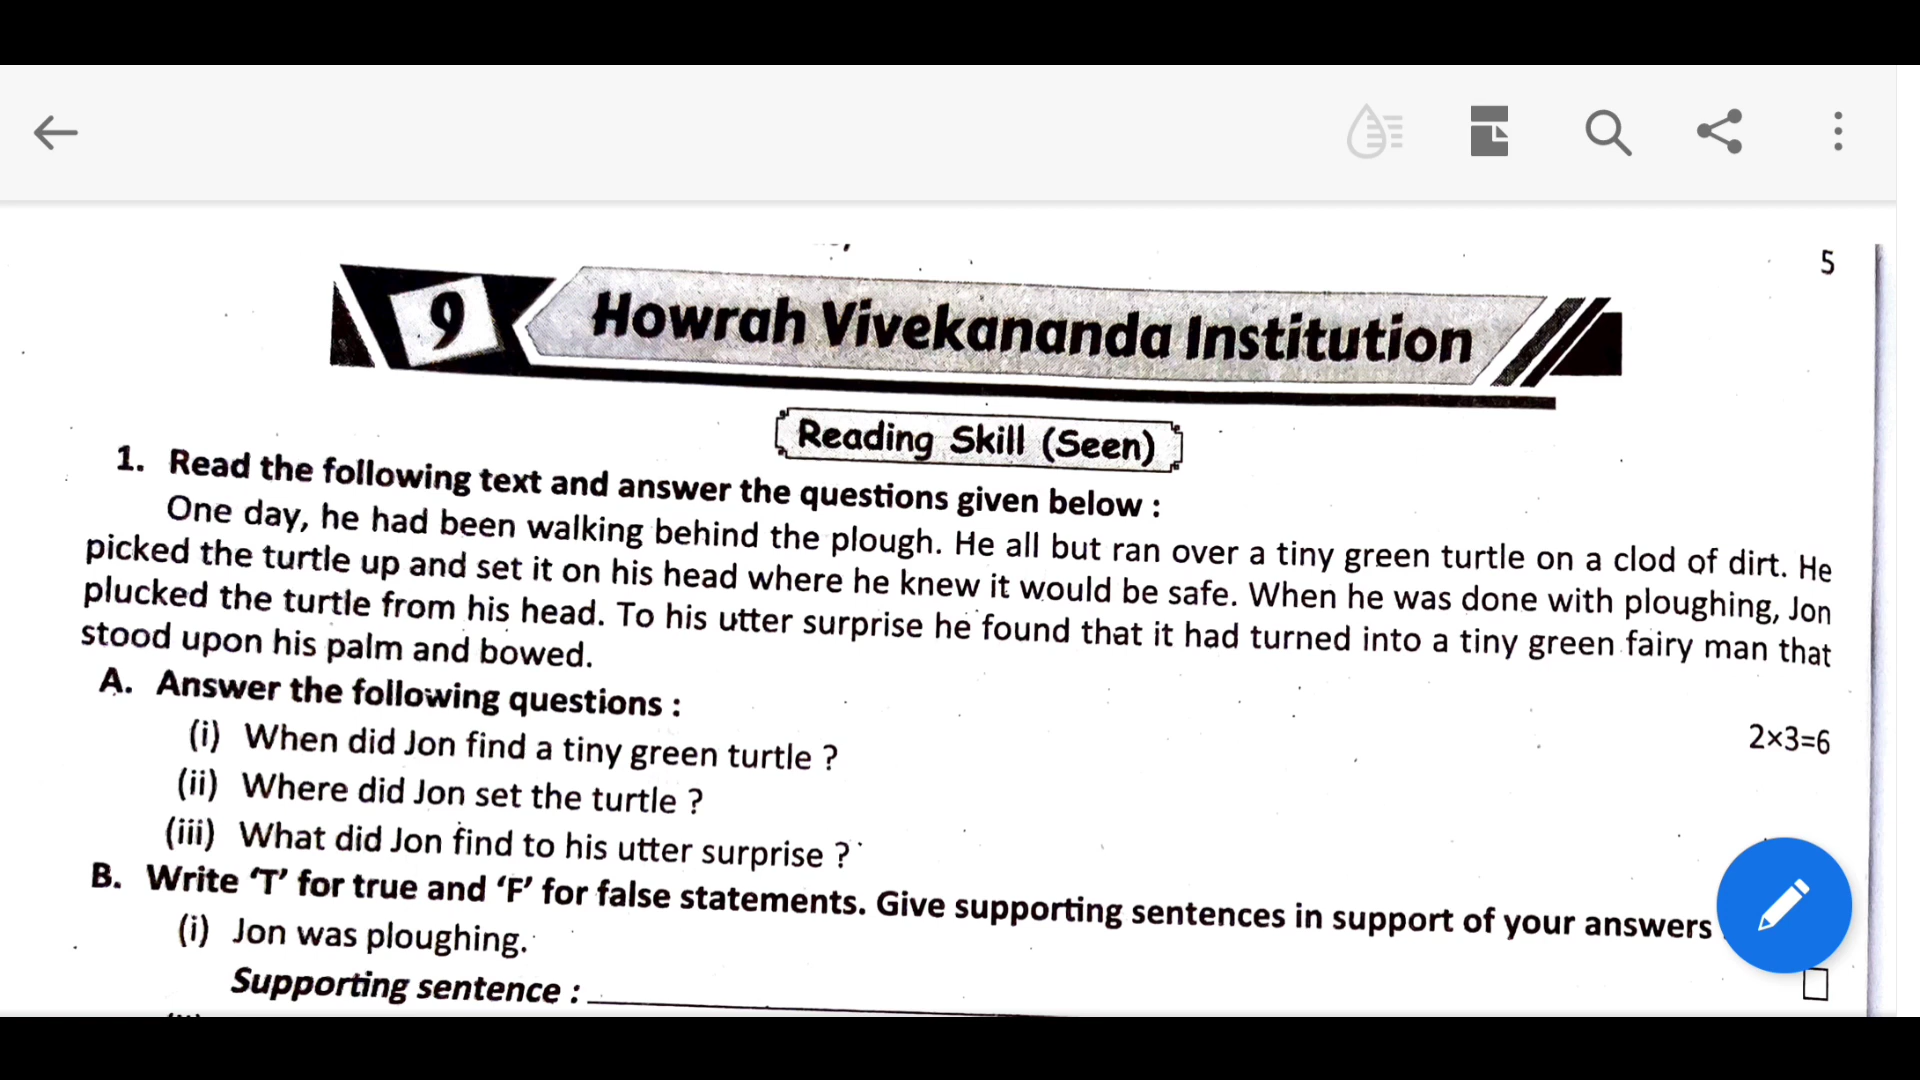 5
9 Howrah Vivekananda Institution
Reading Skill (Seen)
1. Read the following text and answer the questions given below :
One day, he had been walking behind the plough. He all but ran over a tiny green turtle on a clod of dirt. He
picked the turtle up and set it on his head where he knew it would be safe. When he was done with ploughing, Jon
plucked the turtle from his head. To his utter surprise he found that it had turned into a tiny green fairy man that
stood upon his palm and bowed.
A. Answer the following questions : 2×3=6
(i) When did Jon find a tiny green turtle ?
(ii) Where did Jon set the turtle ?
(iii) What did Jon find to his utter surprise ?
B. Write ‘T’ for true and ‘F’ for false statements. Give supporting sentences in support of your answers
(i) Jon was ploughing.
Supporting sentence :